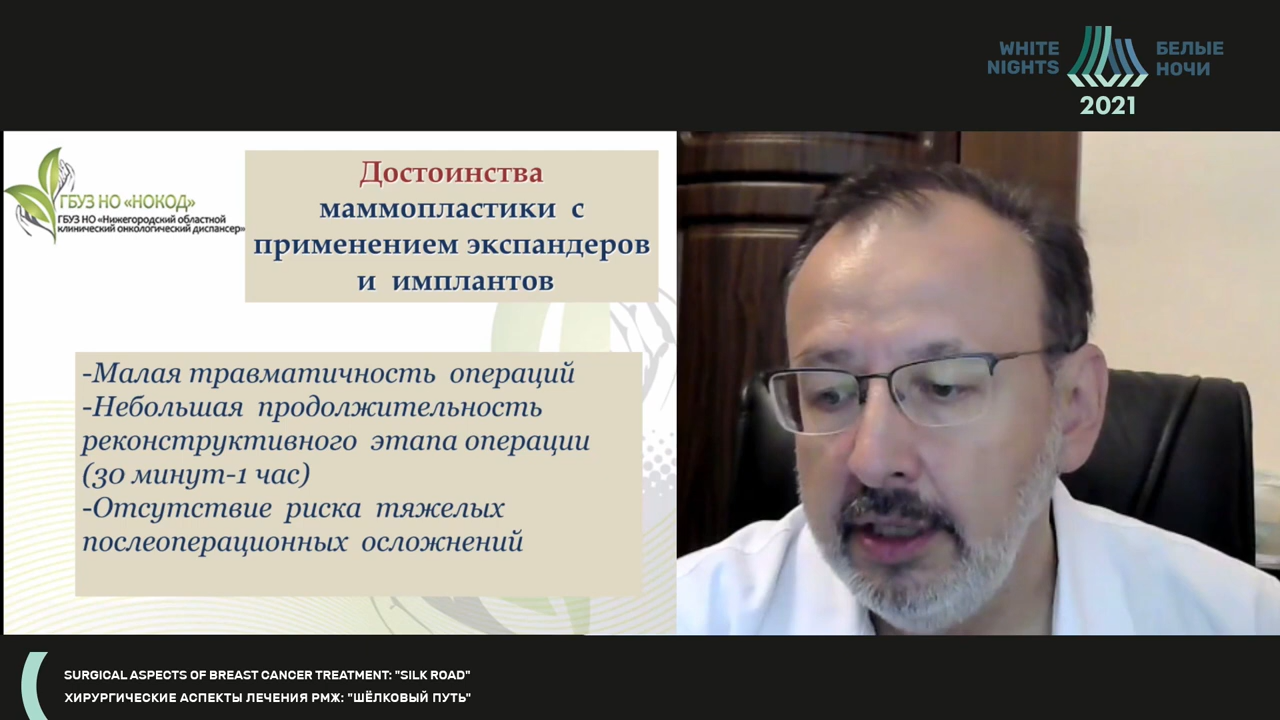 WHITE
NIGHTS
БЕЛЫЕ
НОЧИ
2021
ГБУЗ НО «НОКОД»
ГБУЗ НО «Нижегородский областной
клинический онкологический диспансер»
Достоинства
маммопластики с
применением экспандеров
и имплантов
-Малая травматичность операций
-Небольшая продолжительность
реконструктивного этапа операции
(30 минут-1 час)
-Отсутствие риска тяжелых
послеоперационных осложнений
SURGICAL ASPECTS OF BREAST CANCER TREATMENT: "SILK ROAD"
ХИРУРГИЧЕСКИЕ АСПЕКТЫ ЛЕЧЕНИЯ РМЖ: "ШЁЛКОВЫЙ ПУТЬ"